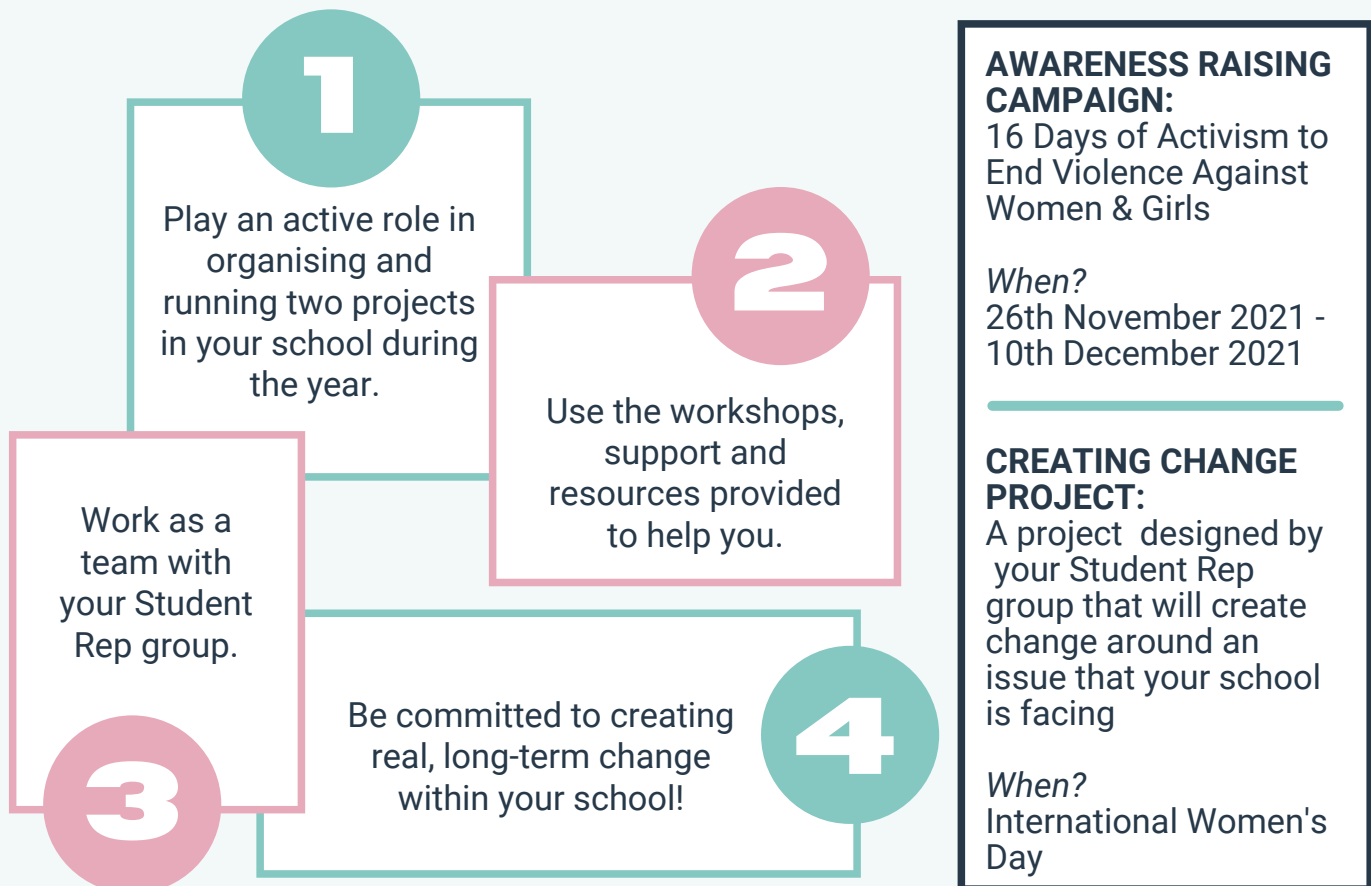 1
Play an active role in
organising and
running two projects
in your school during
the year.
2
Use the workshops,
support and
resources provided
to help you.
3
Work as a
team with
your Student
Rep group.
4
Be committed to creating
real, long-term change
within your school!
AWARENESS RAISING
CAMPAIGN:
16 Days of Activism to
End Violence Against
Women & Girls
When?
26th November 2021 -
10th December 2021
CREATING CHANGE
PROJECT:
A project  designed by
your Student Rep
group that will create
change around an
issue that your school
is facing
When?
International Women's
Day